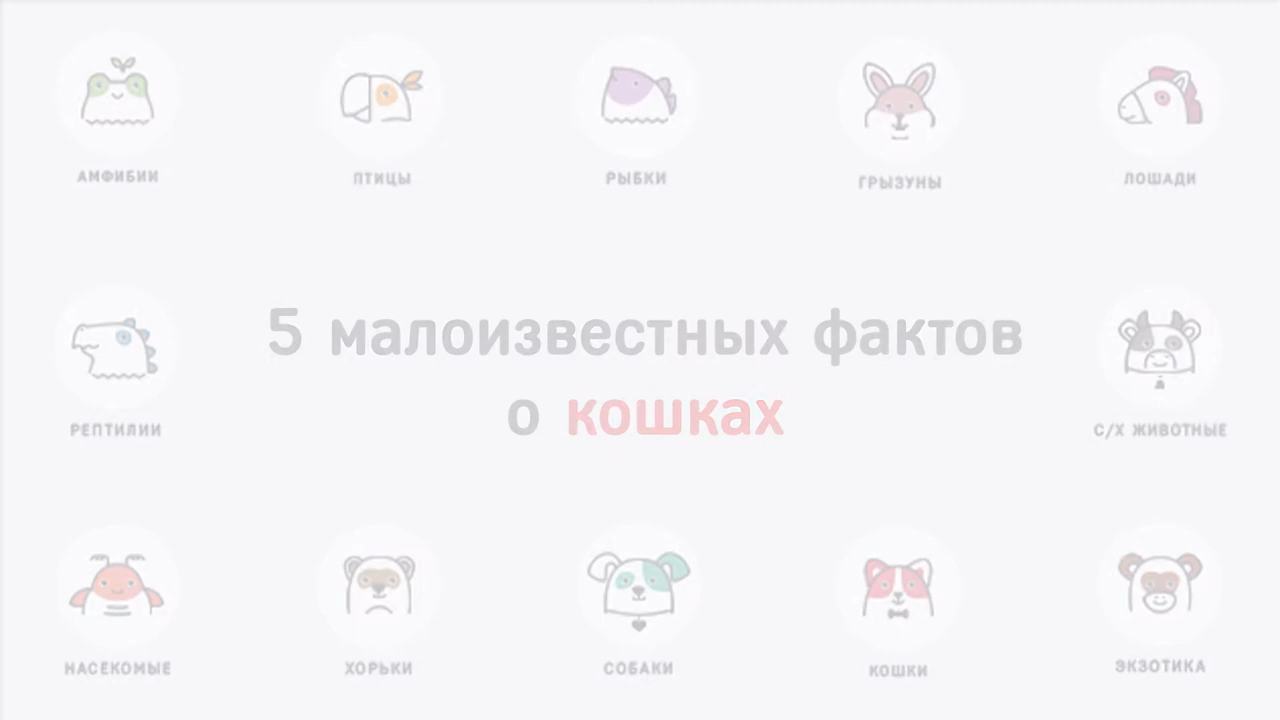 АМФИБИИ
ПТИЦЫ
РЫБКИ
ГРЫЗУНЫ
ЛОШАДИ
5 малоизвестных фактов
о кошках
РЕПТИЛИИ
С/Х ЖИВОТНЫЕ
НАСЕКОМЫЕ
ХОРЬКИ
СОБАКИ
КОШКИ
ЭКЗОТИКА